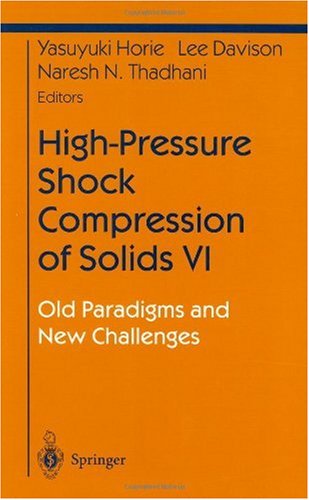 Yasuyuki Horie Lee Davison
Naresh N. Thadhani
Editors
High-Pressure
Shock
Compression
of Solids VI
Old Paradigms and
New Challenges
Springer